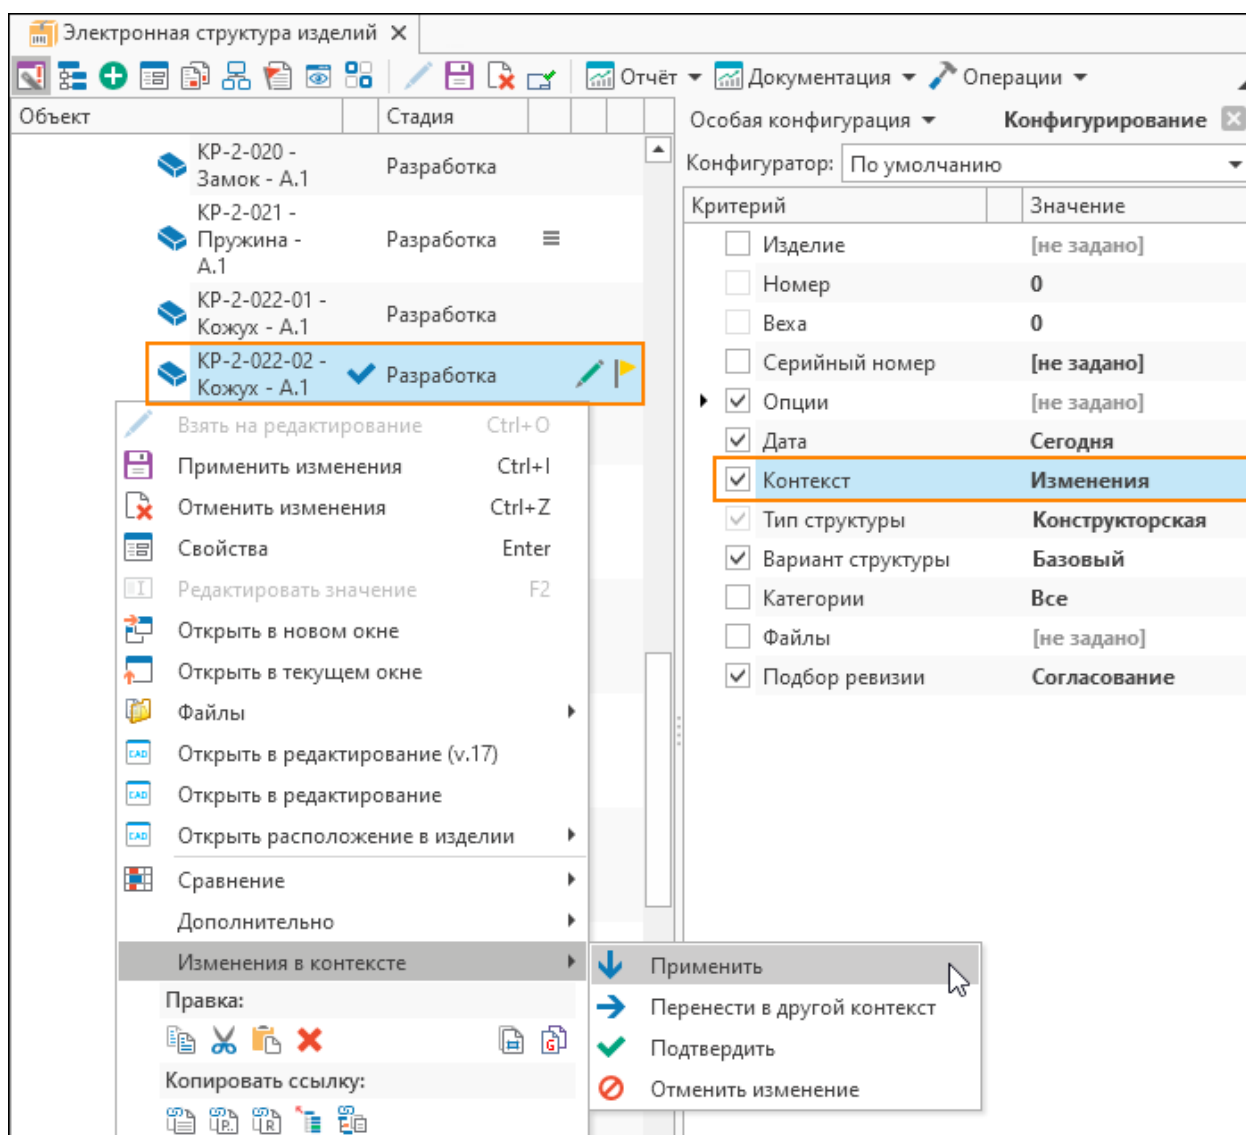 Электронная структура изделий
Отчёт
Документация
Операции
Объект
Стадия
КР-2-020 -
Замок - А.1
Разработка
КР-2-021 -
Пружина -
А.1
Разработка
КР-2-022-01 -
Кожух - А.1
Разработка
КР-2-022-02 -
Кожух - А.1
Разработка
Взять на редактирование Ctrl+O
Применить изменения Ctrl+I
Отменить изменения Ctrl+Z
Свойства Enter
Редактировать значение F2
Открыть в новом окне
Открыть в текущем окне
Файлы
CAD Открыть в редактирование (v.17)
CAD Открыть в редактирование
CAD Открыть расположение в изделии
Сравнение
Дополнительно
Изменения в контексте
Правка:
Копировать ссылку:
Применить
Перенести в другой контекст
Подтвердить
Отменить изменение
Особая конфигурация
Конфигурирование
Конфигуратор: По умолчанию
Критерий Значение
Изделие [не задано]
Номер 0
Веха 0
Серийный номер [не задано]
Опции [не задано]
Дата Сегодня
Контекст Изменения
Тип структуры Конструкторская
Вариант структуры Базовый
Категории Все
Файлы [не задано]
Подбор ревизии Согласование